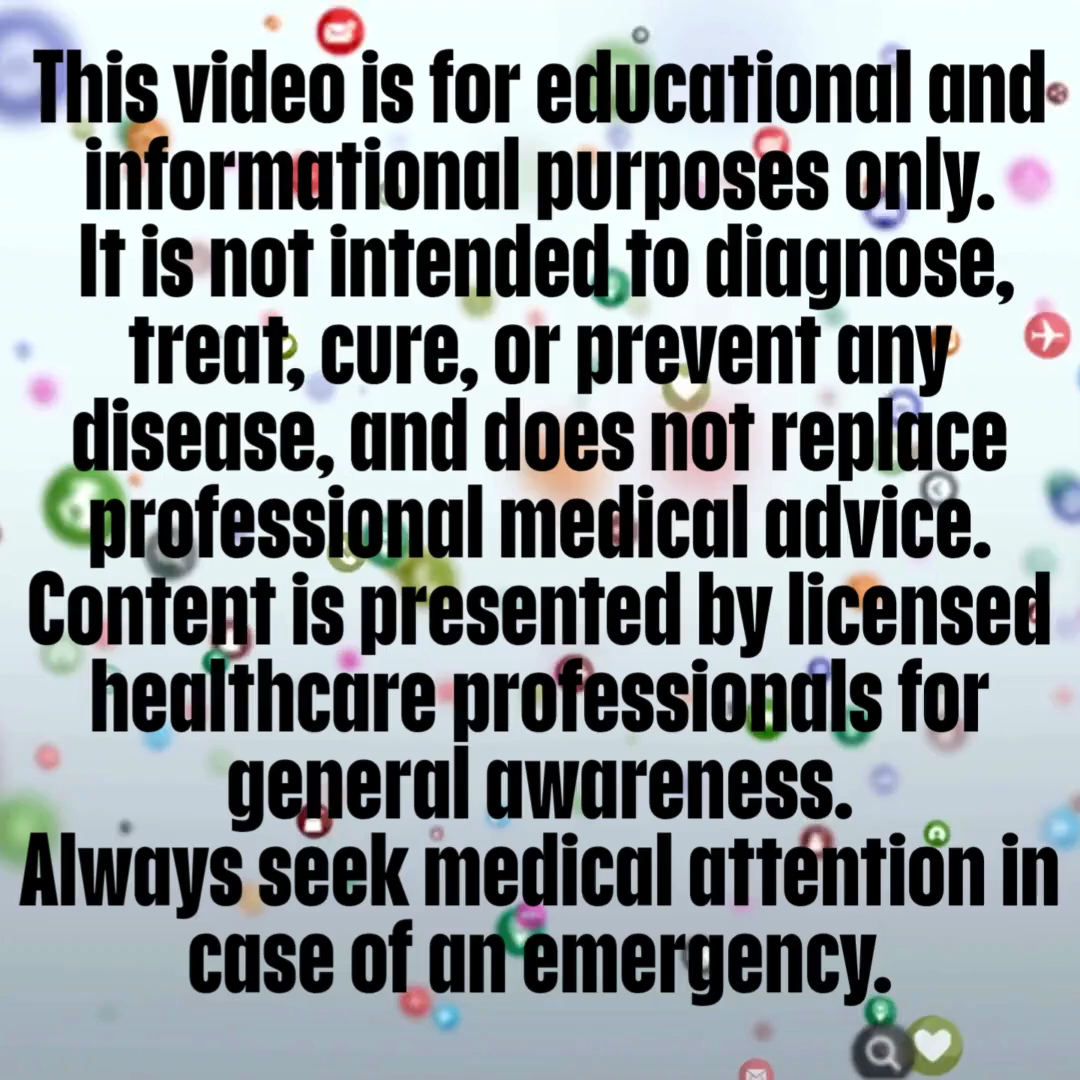 This video is for educational and
informational purposes only.
It is not intended to diagnose,
treat, cure, or prevent any
disease, and does not replace
professional medical advice.
Content is presented by licensed
healthcare professionals for
general awareness.
Always seek medical attention in
case of an emergency.